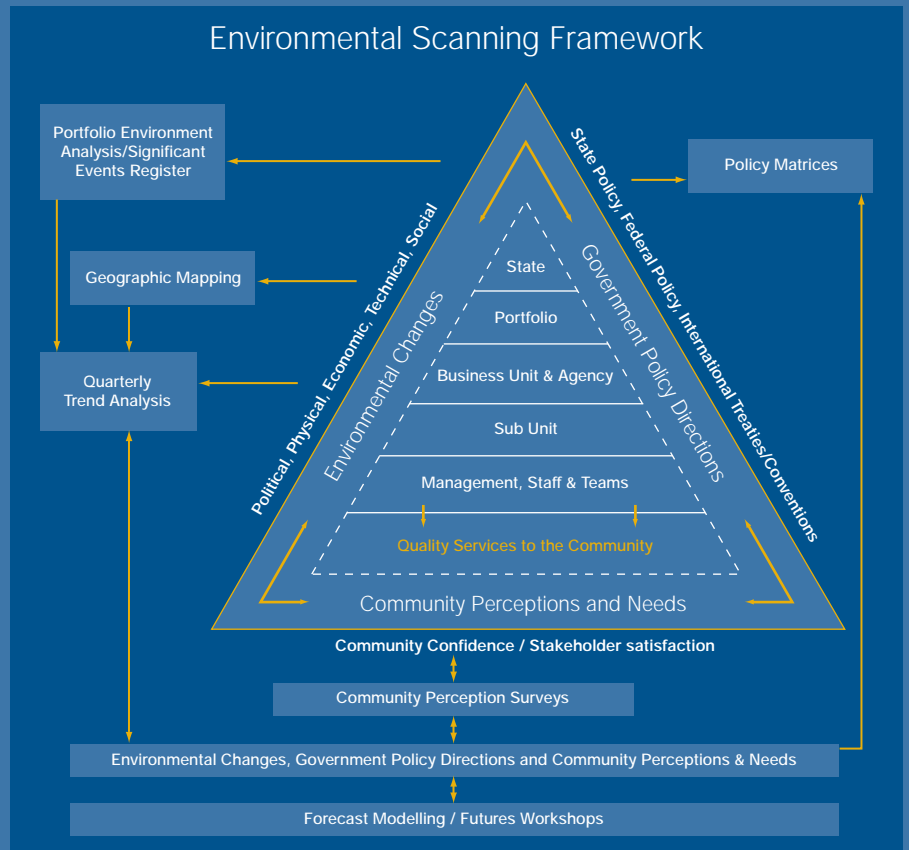 Environmental Scanning Framework
Portfolio Environment
Analysis/Significant
Events Register
Policy Matrices
Geographic Mapping
Quarterly
Trend Analysis
Political, Physical, Economic, Technical, Social
State Policy, Federal Policy, International Treaties/Conventions
Environmental Changes
Government Policy Directions
State
Portfolio
Business Unit & Agency
Sub Unit
Management, Staff & Teams
Quality Services to the Community
Community Perceptions and Needs
Community Confidence / Stakeholder satisfaction
Community Perception Surveys
Environmental Changes, Government Policy Directions and Community Perceptions & Needs
Forecast Modelling / Futures Workshops